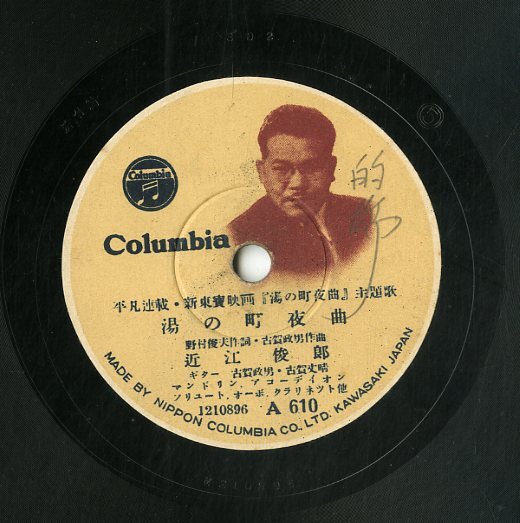 Columbia
Columbia
平凡連載・新東寶映画『湯の町夜曲』主題歌
湯の町夜曲
野村俊夫作詞・古賀政男作曲
近江俊郎
ギター 古賀政男・古賀丈晴
マンドリン、アコーデイオン
ソリユート、オーボ、クラリネツト他
1210896 A 610
MADE BY NIPPON COLUMBIA CO., LTD. KAWASAKI JAPAN